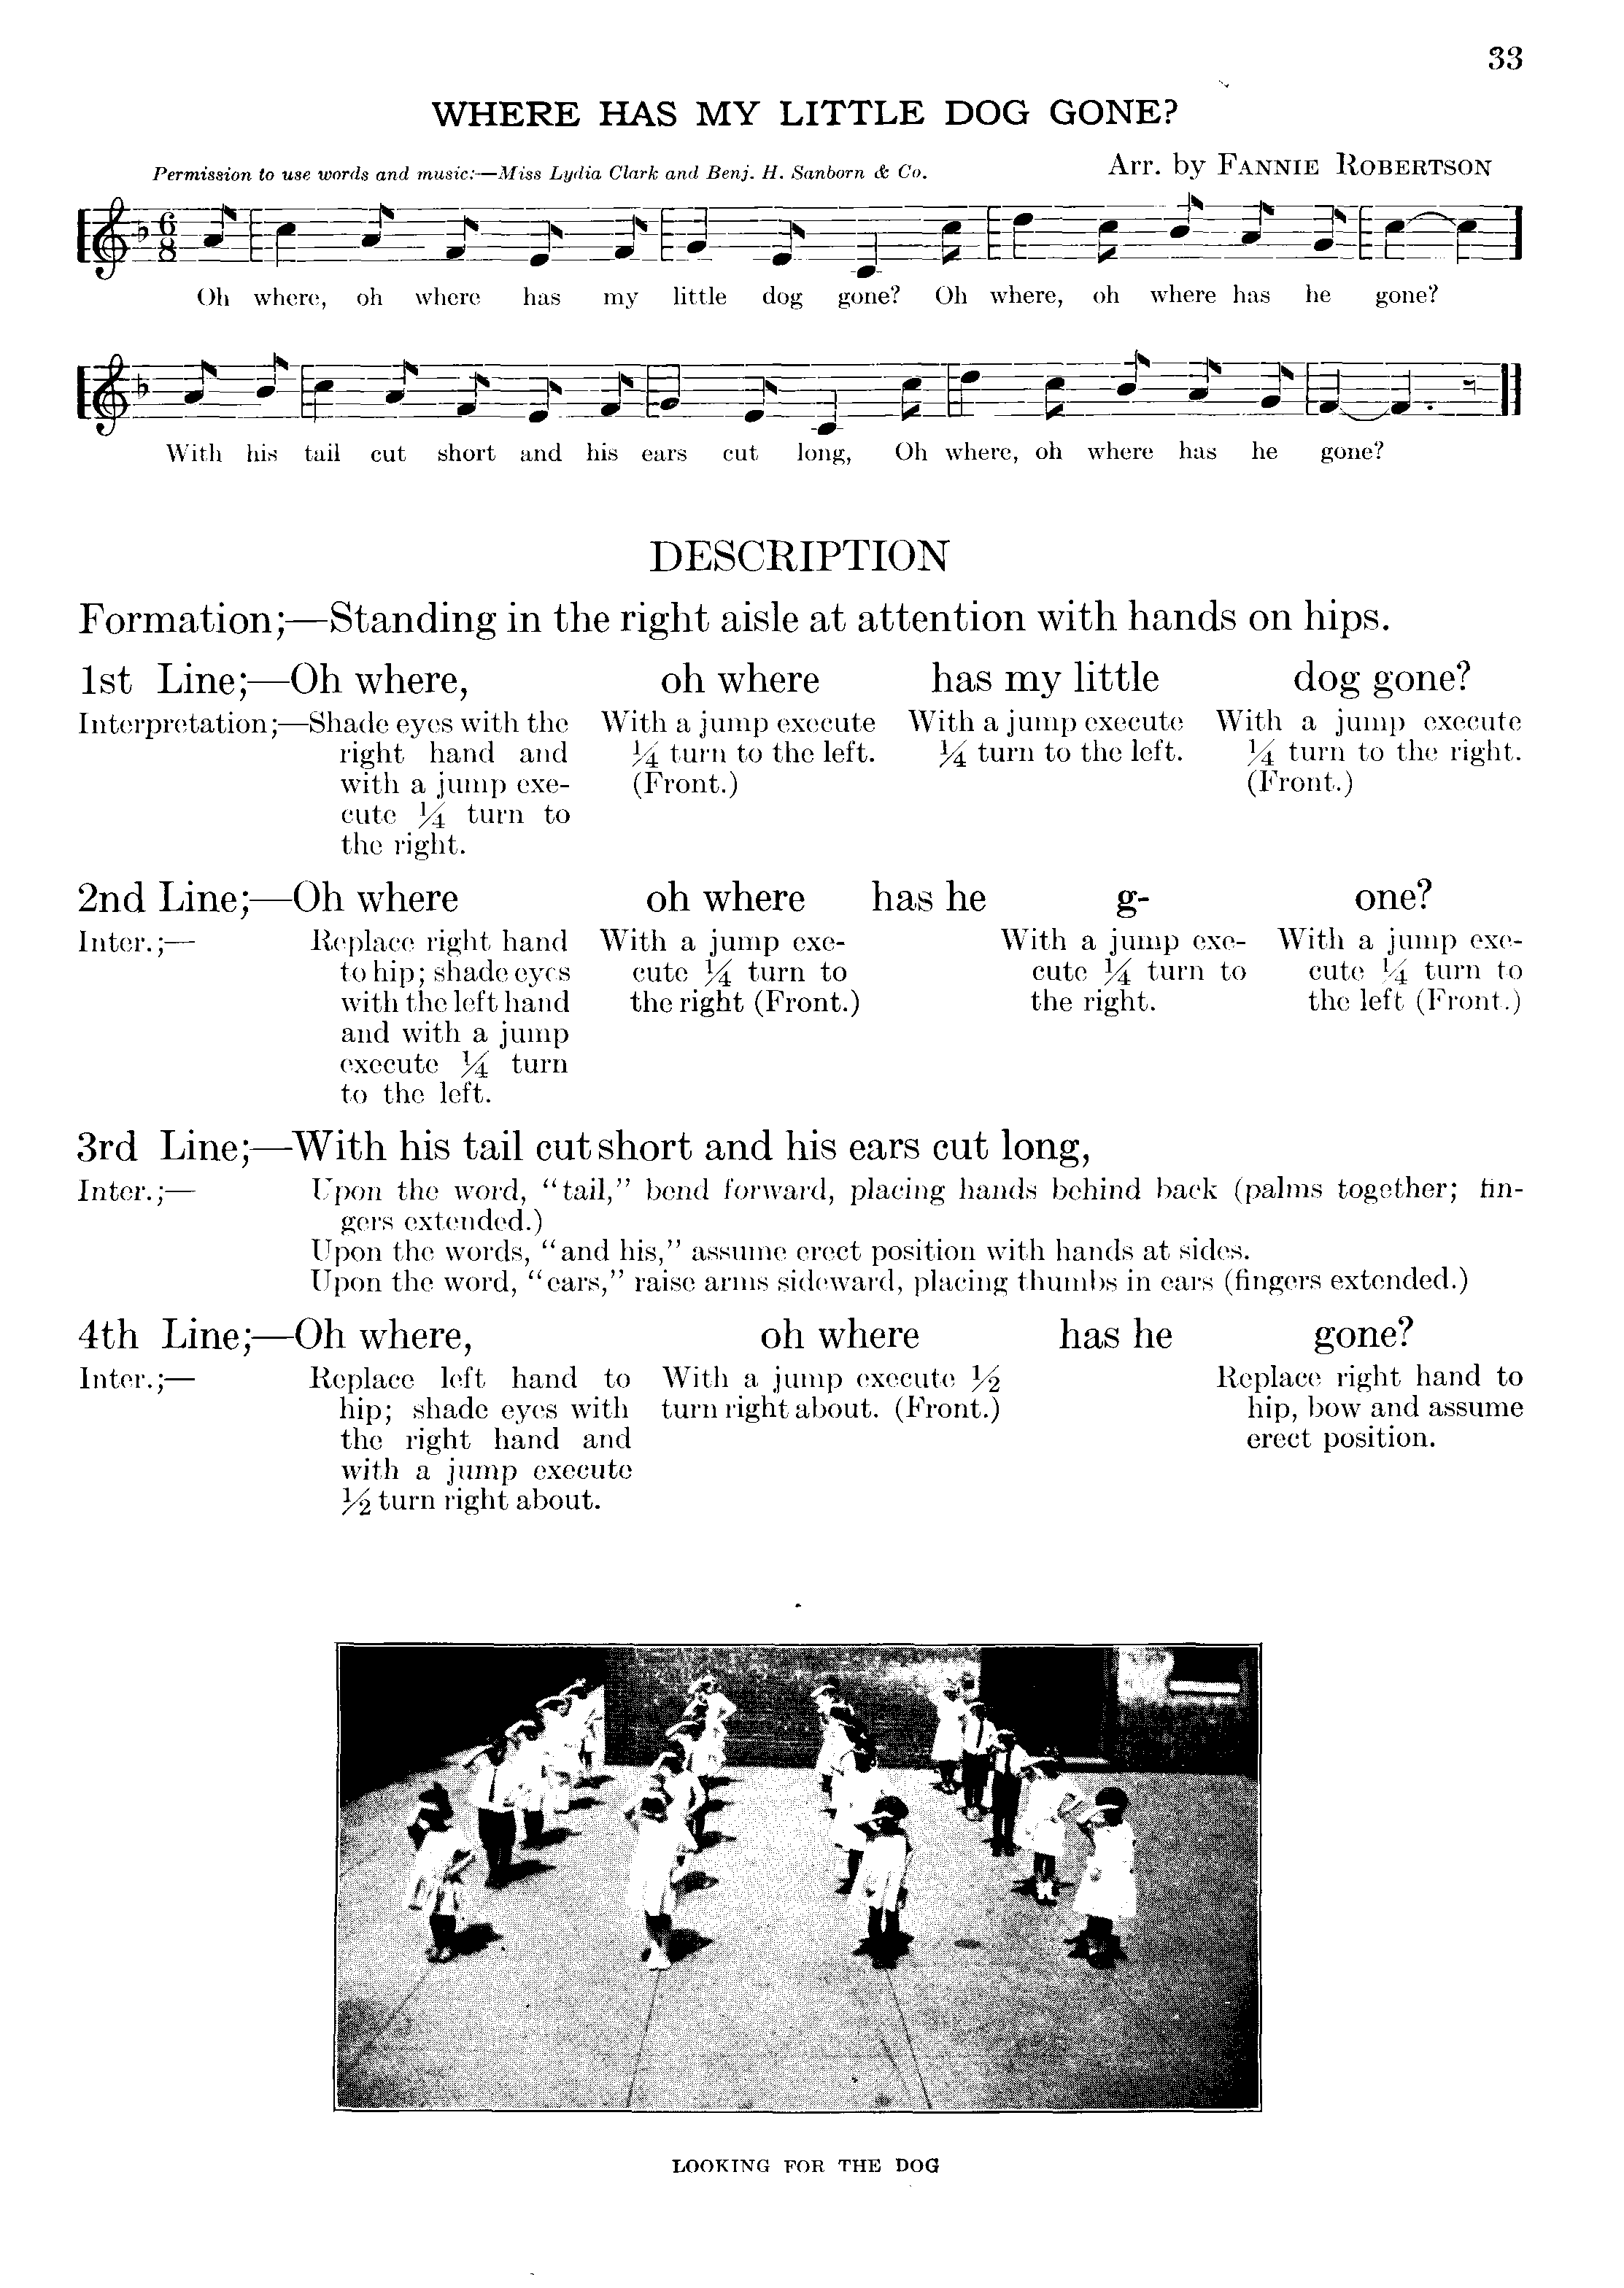 33
WHERE HAS MY LITTLE DOG GONE?
Permission to use words and music:—Miss Lydia Clark and Benj. H. Sanborn & Co.
Arr. by FANNIE ROBERTSON
6
8
Oh where, oh where has my little dog gone? Oh where, oh where has he gone?
With his tail cut short and his ears cut long, Oh where, oh where has he gone?
DESCRIPTION
Formation;—Standing in the right aisle at attention with hands on hips.
1st Line;—Oh where, oh where has my little dog gone?
Interpretation;—Shade eyes with the
right hand and
with a jump exe-
cute ¼ turn to
the right.
With a jump execute
¼ turn to the left.
(Front.)
With a jump execute
¼ turn to the left.
With a jump execute
¼ turn to the right.
(Front.)
2nd Line;—Oh where oh where has he g- one?
Inter.;— Replace right hand
to hip; shade eyes
with the left hand
and with a jump
execute ¼ turn
to the left.
With a jump exe-
cute ¼ turn to
the right (Front.)
With a jump exe-
cute ¼ turn to
the right.
With a jump exe-
cute ¼ turn to
the left (Front.)
3rd Line;—With his tail cut short and his ears cut long,
Inter.;— Upon the word, “tail,” bend forward, placing hands behind back (palms together; fin-
gers extended.)
Upon the words, “and his,” assume erect position with hands at sides.
Upon the word, “ears,” raise arms sideward, placing thumbs in ears (fingers extended.)
4th Line;—Oh where, oh where has he gone?
Inter.;— Replace left hand to
hip; shade eyes with
the right hand and
with a jump execute
½ turn right about.
With a jump execute ½
turn right about. (Front.)
Replace right hand to
hip, bow and assume
erect position.
LOOKING FOR THE DOG